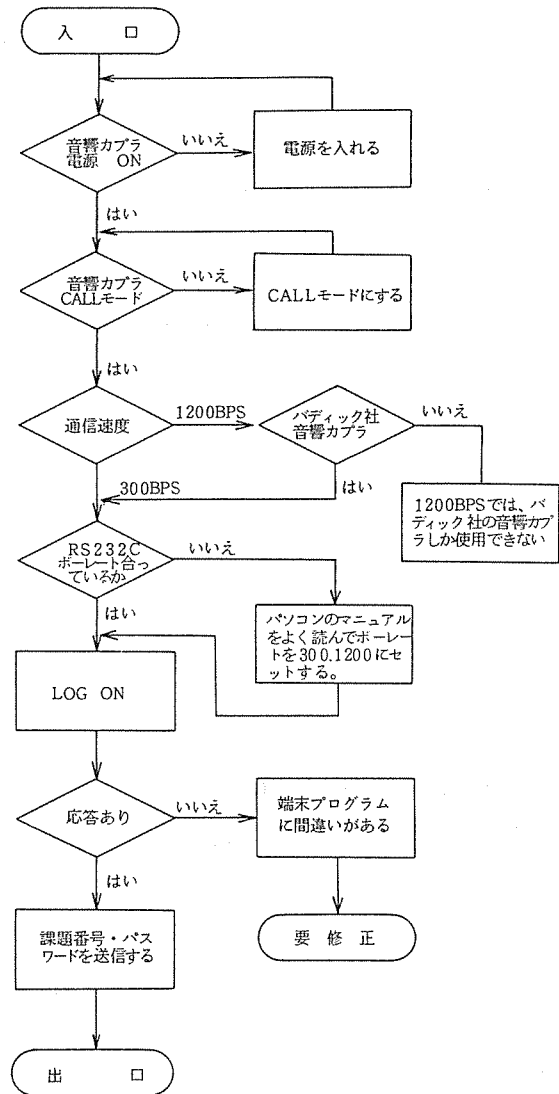 入 口
音響カプラ
電源 ON
いいえ
電源を入れる
はい
音響カプラ
CALLモード
いいえ
CALLモードにする
はい
通信速度
1200BPS
バディック社
音響カプラ
いいえ
300BPS
はい
1200BPSでは、バ
ディック社の音響カプ
ラしか使用できない
RS232C
ボーレート合っ
ているか
いいえ
はい
パソコンのマニュアル
をよく読んでボーレー
トを300.1200にセ
ットする。
LOG ON
応答あり
いいえ
端末プログラム
に間違いがある
はい
課題番号・パス
ワードを送信する
要 修 正
出 口